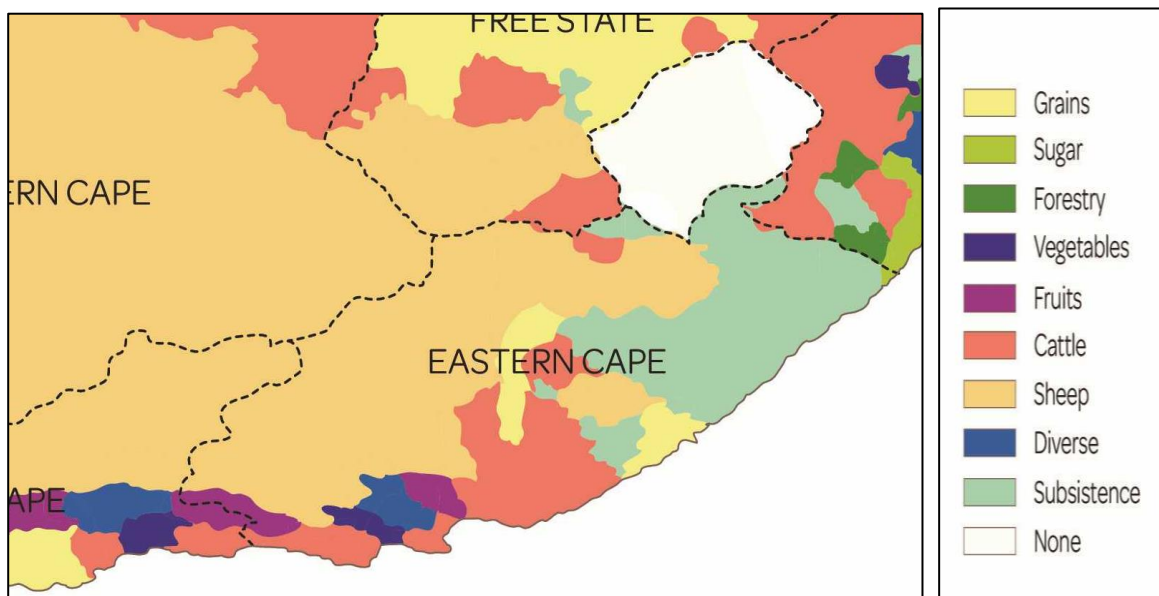 FREE STATE
ERN CAPE
EASTERN CAPE
APE
Grains
Sugar
Forestry
Vegetables
Fruits
Cattle
Sheep
Diverse
Subsistence
None